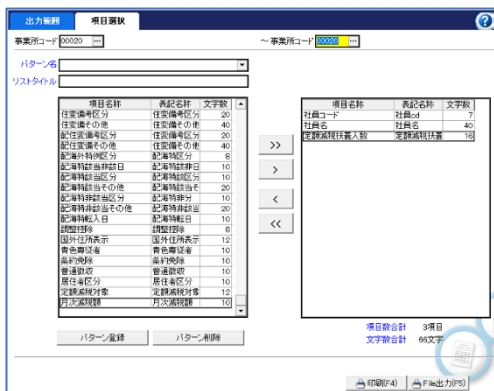 出力範囲 項目選択
事業所コード 00020 ～事業所コード 00020
パターン名
リストタイトル
項目名称 表記名称 文字数
住宅備考区分 住宅備考区分 20
住宅備その他 住宅備その他 40
配住宅備考区分 配住宅備考区分 20
配住宅備その他 配住宅備その他 40
配海外特例区分 配海特区分 8
配海特該当非該日 配海特該非日 10
配海特該当区分 配海特該区分 10
配海特該当その他 配海特該当そ 20
配海特非該当区分 配海特非分 10
配海特非該当その他 配海特非該当 20
配海特転入日 配海特転日 10
調整控除 調整控除 8
国外住所表示 国外住所表示 12
青色専従者 青色専従者 10
条約免除 条約免除 10
普通徴収 普通徴収 10
居住者区分 居住者区分 10
定額減税対象 定額減税対象 12
月次減税額 月次減税額 10
>>
>
<
<<
項目名称 表記名称 文字数
社員コード 社員cd 7
社員名 社員名 40
定額減税扶養人数 定額減税扶養 16
パターン登録 パターン削除
項目数合計 3項目
文字数合計 66文字
印刷(F4) File出力(F5)